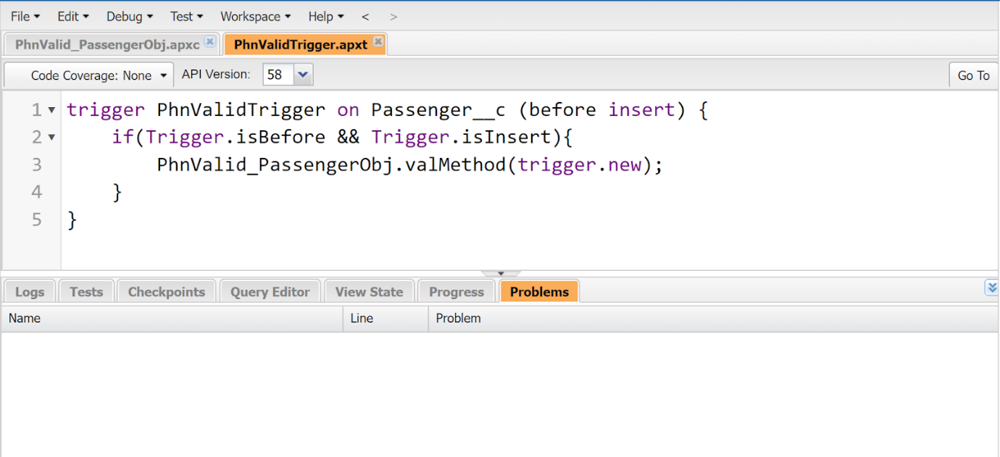 File Edit Debug Test Workspace Help < >
PhnValid_PassengerObj.apxc PhnValidTrigger.apxt
Code Coverage: None API Version: 58 Go To
1 trigger PhnValidTrigger on Passenger__c (before insert) {
2 if(Trigger.isBefore && Trigger.isInsert){
3 PhnValid_PassengerObj.valMethod(trigger.new);
4 }
5 }
Logs Tests Checkpoints Query Editor View State Progress Problems
Name Line Problem